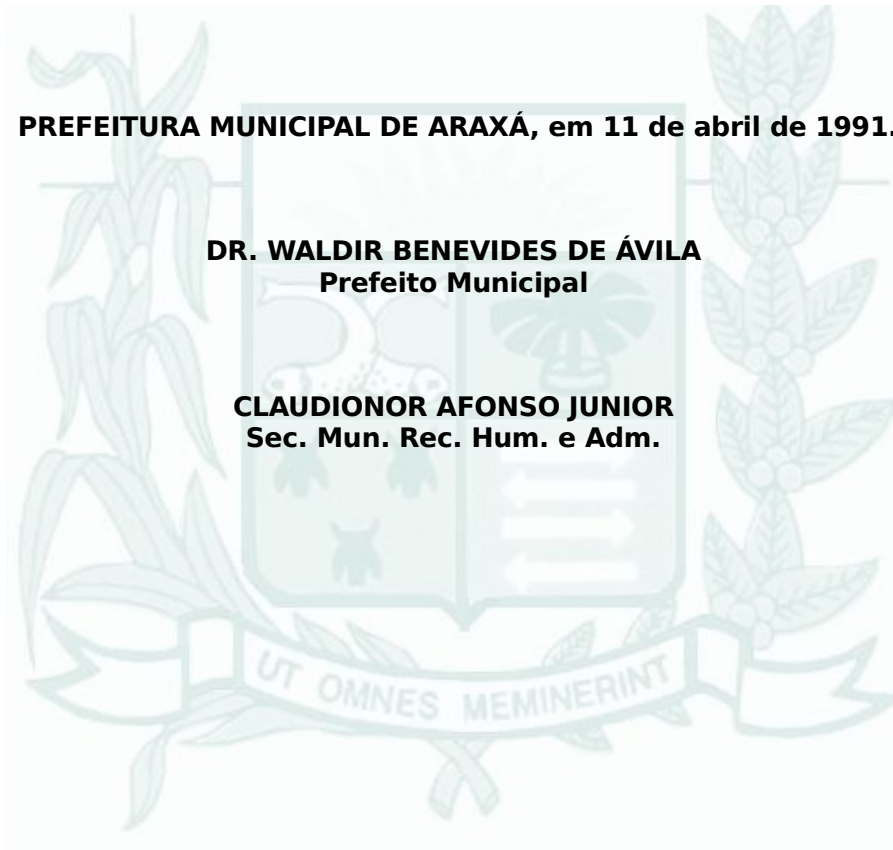 PREFEITURA MUNICIPAL DE ARAXÁ, em 11 de abril de 1991.
DR. WALDIR BENEVIDES DE ÁVILA
Prefeito Municipal
CLAUDIONOR AFONSO JUNIOR
Sec. Mun. Rec. Hum. e Adm.
UT OMNES MEMINERINT